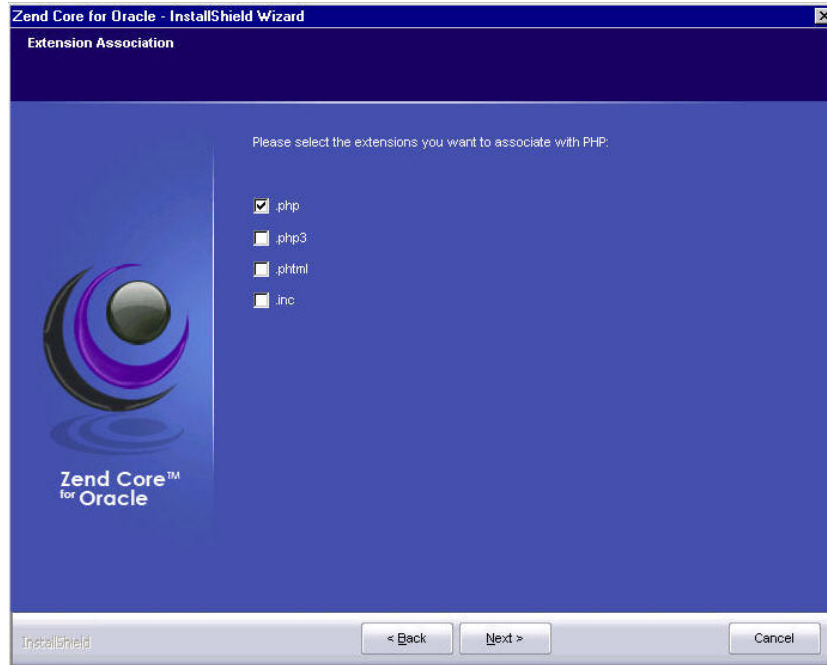 Zend Core for Oracle - InstallShield Wizard
Extension Association
Please select the extensions you want to associate with PHP:
.php
.php3
.phtml
.inc
Zend Core™
for Oracle
InstallShield
< Back
Next >
Cancel